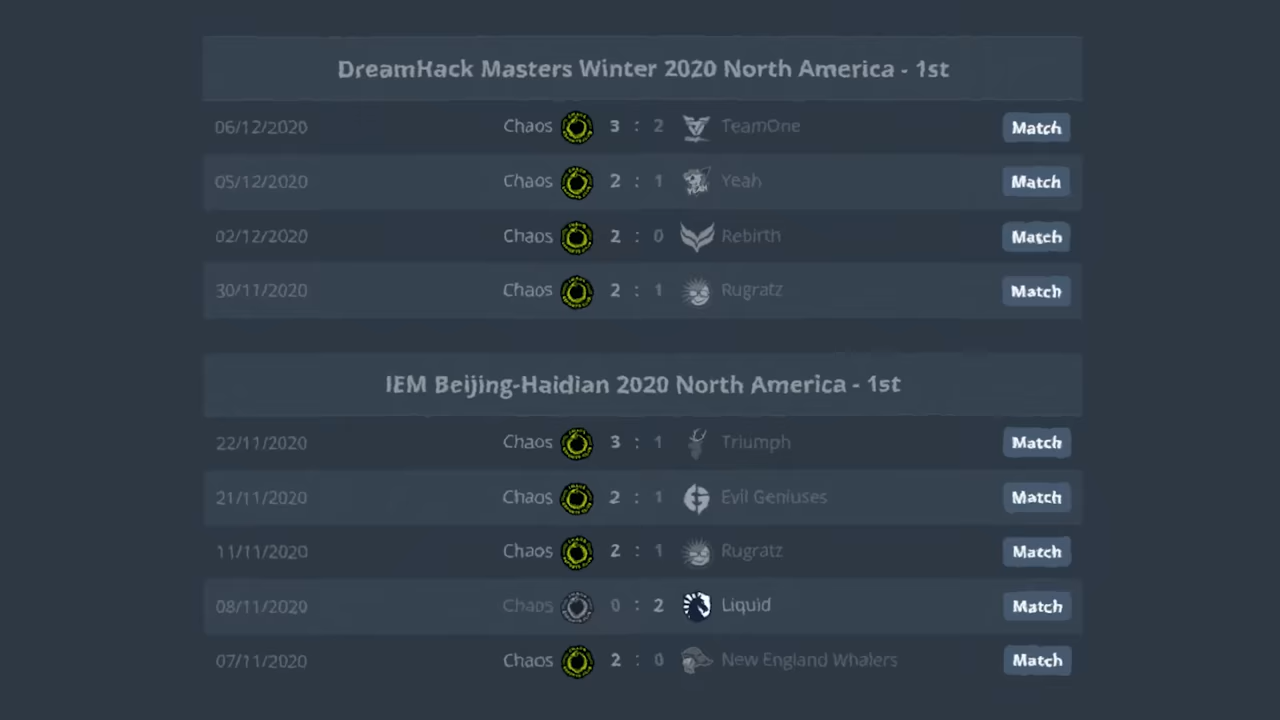 DreamHack Masters Winter 2020 North America - 1st
06/12/2020 Chaos 3 : 2 TeamOne Match
05/12/2020 Chaos 2 : 1 Yeah Match
02/12/2020 Chaos 2 : 0 Rebirth Match
30/11/2020 Chaos 2 : 1 Rugratz Match
IEM Beijing-Haidian 2020 North America - 1st
22/11/2020 Chaos 3 : 1 Triumph Match
21/11/2020 Chaos 2 : 1 Evil Geniuses Match
11/11/2020 Chaos 2 : 1 Rugratz Match
08/11/2020 Chaos 0 : 2 Liquid Match
07/11/2020 Chaos 2 : 0 New England Whalers Match